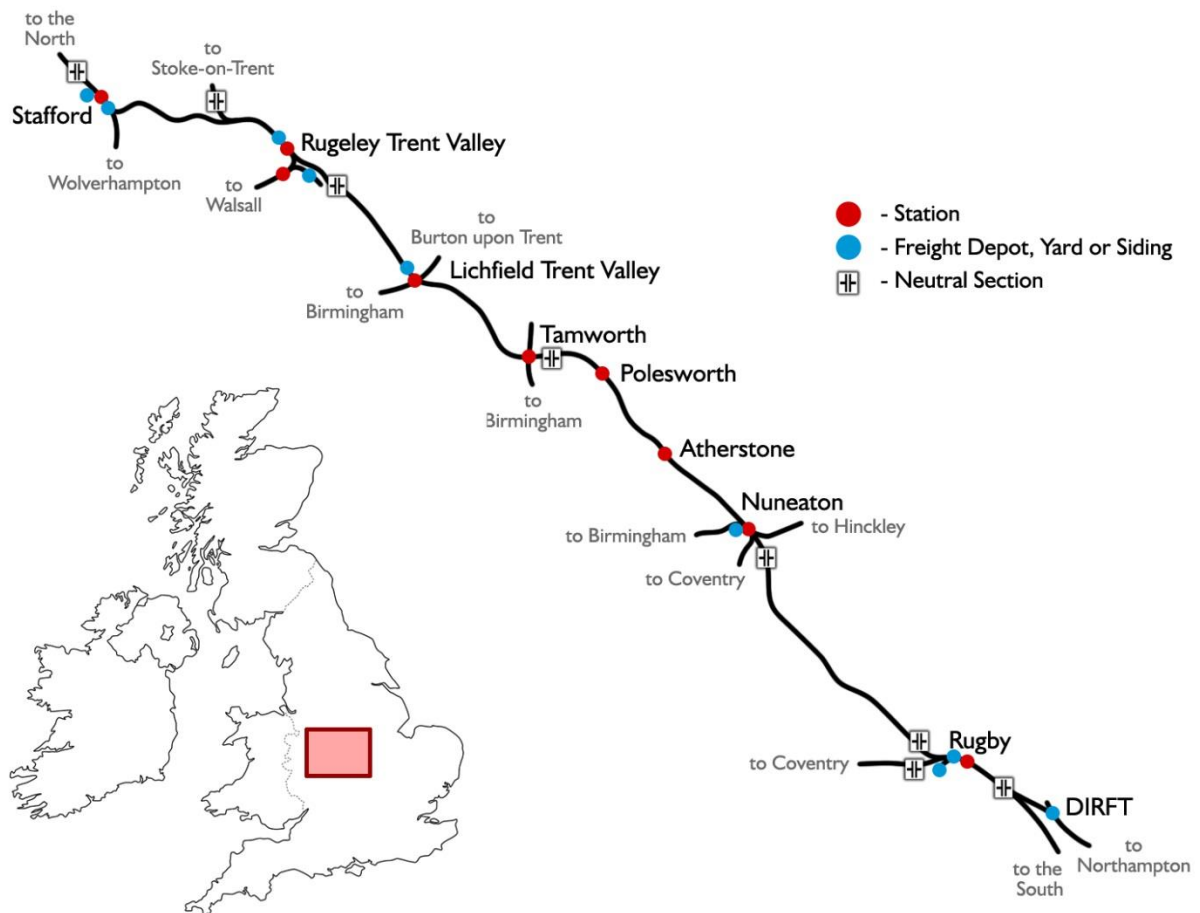 to the
North
to
Stoke-on-Trent
Stafford
to
Wolverhampton
Rugeley Trent Valley
to
Walsall
to
Burton upon Trent
Lichfield Trent Valley
to
Birmingham
- Station
- Freight Depot, Yard or Siding
- Neutral Section
Tamworth
Polesworth
to
Birmingham
Atherstone
Nuneaton
to Birmingham
to Hinckley
to Coventry
Rugby
to Coventry
DIRFT
to
Northampton
to the
South